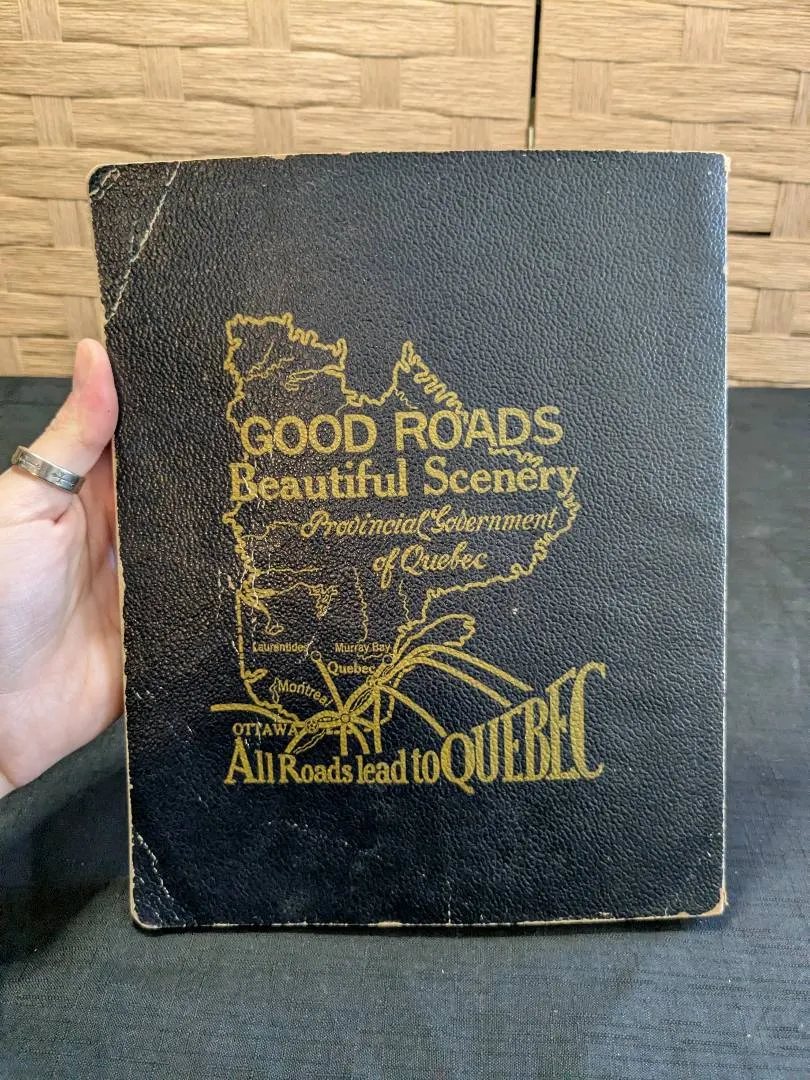 GOOD ROADS
Beautiful Scenery
Provincial Government
of Quebec
Laurentides
Murray Bay
Quebec
Montreal
OTTAWA
All Roads lead to QUEBEC